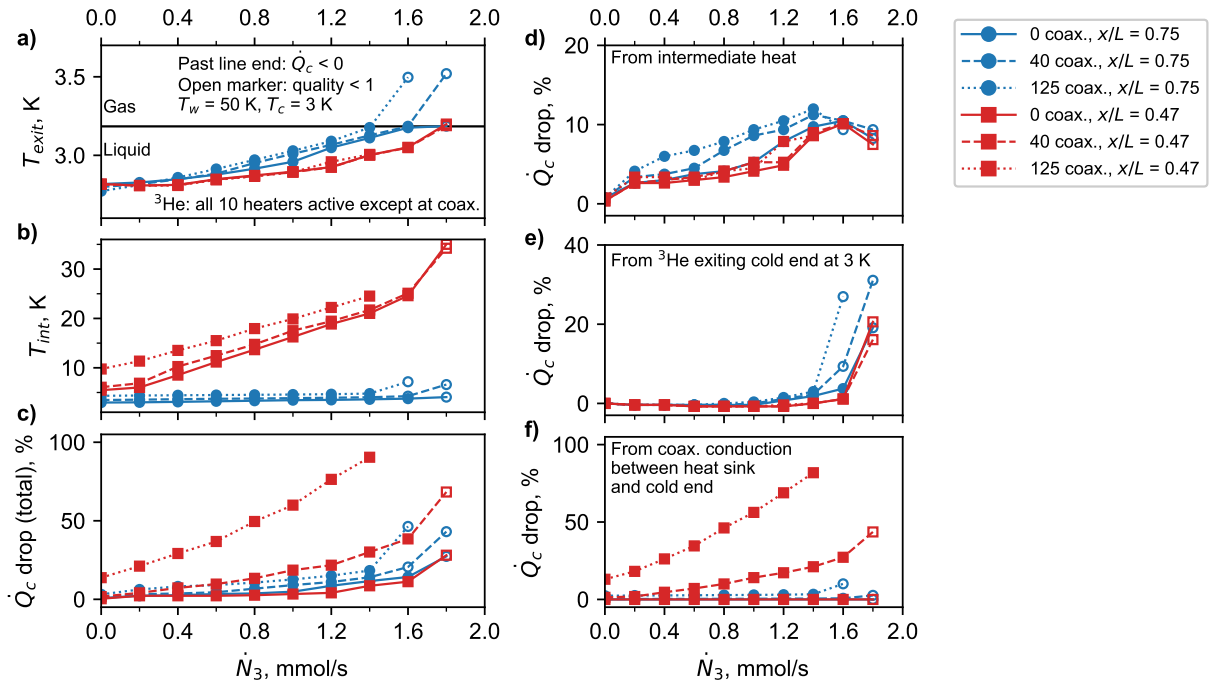 0.0 0.4 0.8 1.2 1.6 2.0
a)
Past line end: Q̇c < 0
Open marker: quality < 1
Tw = 50 K, Tc = 3 K
Gas
Liquid
³He: all 10 heaters active except at coax.
3.5
3.0
Texit, K
b)
30
20
10
Tint, K
c)
100
50
0
Q̇c drop (total), %
0.0 0.4 0.8 1.2 1.6 2.0
Ṅ3, mmol/s
0.0 0.4 0.8 1.2 1.6 2.0
d)
From intermediate heat
20
10
0
Q̇c drop, %
e)
From ³He exiting cold end at 3 K
40
20
0
Q̇c drop, %
f)
From coax. conduction
between heat sink
and cold end
100
50
0
Q̇c drop, %
0.0 0.4 0.8 1.2 1.6 2.0
Ṅ3, mmol/s
0 coax., x/L = 0.75
40 coax., x/L = 0.75
125 coax., x/L = 0.75
0 coax., x/L = 0.47
40 coax., x/L = 0.47
125 coax., x/L = 0.47